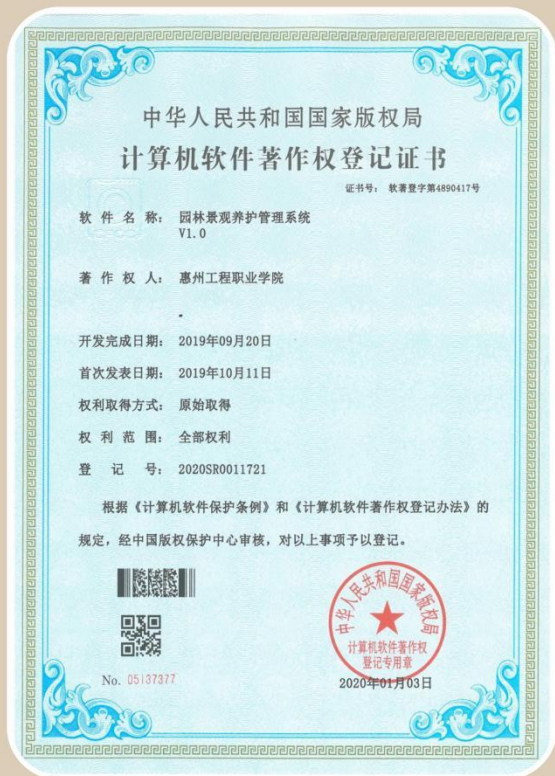 中华人民共和国国家版权局
计算机软件著作权登记证书
证书号： 软著登字第4890417号
软件名称： 园林景观养护管理系统
V1.0
著作权人： 惠州工程职业学院
开发完成日期： 2019年09月20日
首次发表日期： 2019年10月11日
权利取得方式： 原始取得
权利范围： 全部权利
登记号： 2020SR0011721
根据《计算机软件保护条例》和《计算机软件著作权登记办法》的
规定，经中国版权保护中心审核，对以上事项予以登记。
中华人民共和国国家版权局
计算机软件著作权
登记专用章
No. 05137377
2020年01月03日